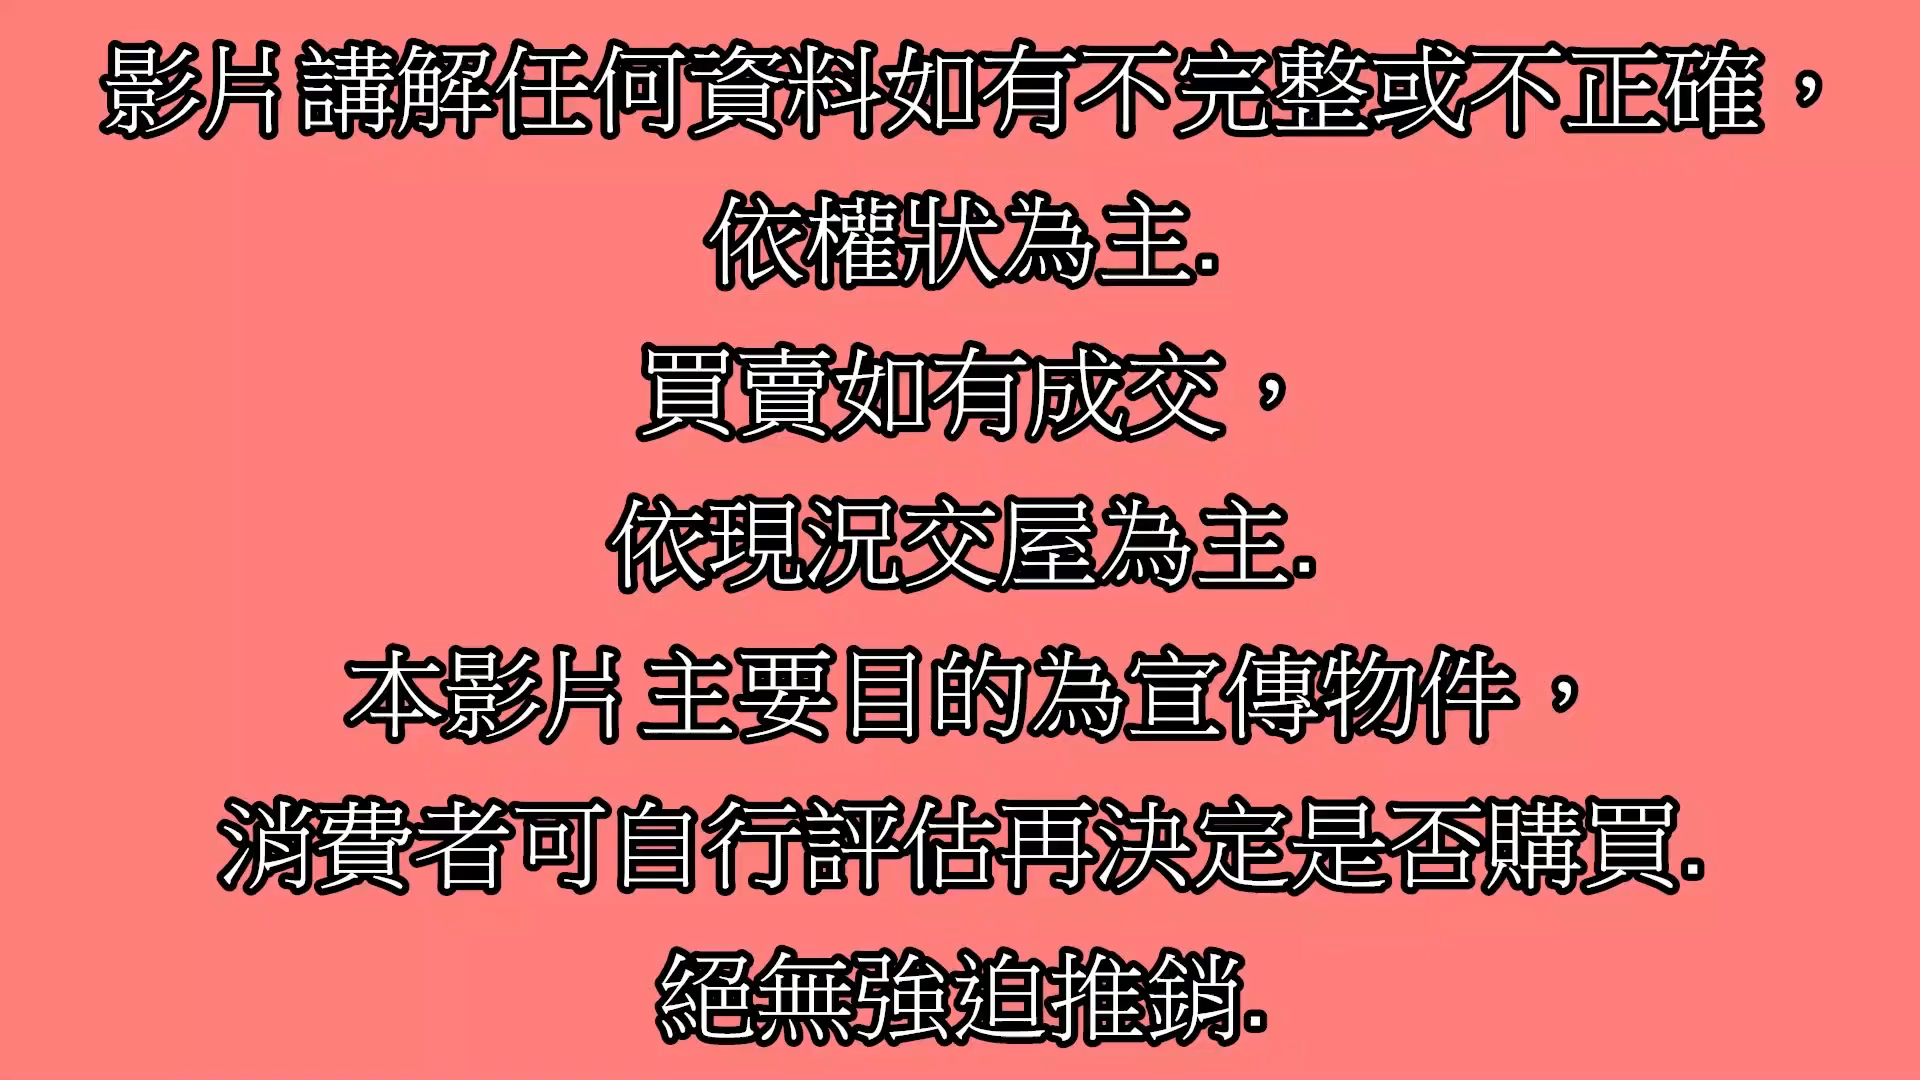 影片講解任何資料如有不完整或不正確，
依權狀為主.
買賣如有成交，
依現況交屋為主.
本影片主要目的為宣傳物件，
消費者可自行評估再決定是否購買.
絕無強迫推銷.